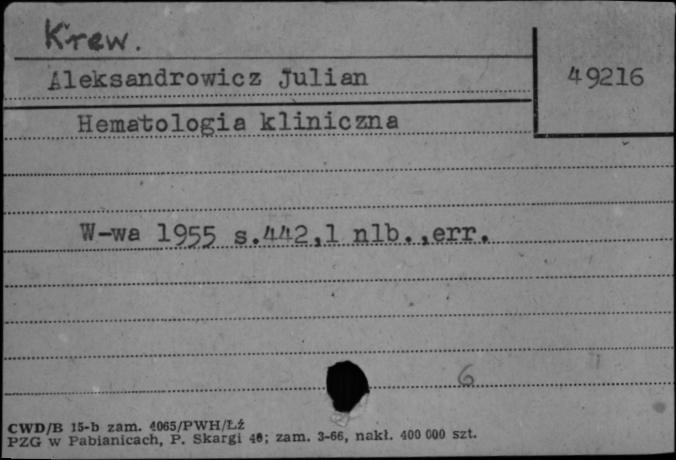 Krew.
Aleksandrowicz Julian
49216
Hematologia kliniczna
W-wa 1955 s.442,1 nlb.,err.
6
CWD/B 15-b zam. 4065/PWH/Łź
PZG w Pabianicach, P. Skargi 40; zam. 3-66, nakł. 400 000 szt.